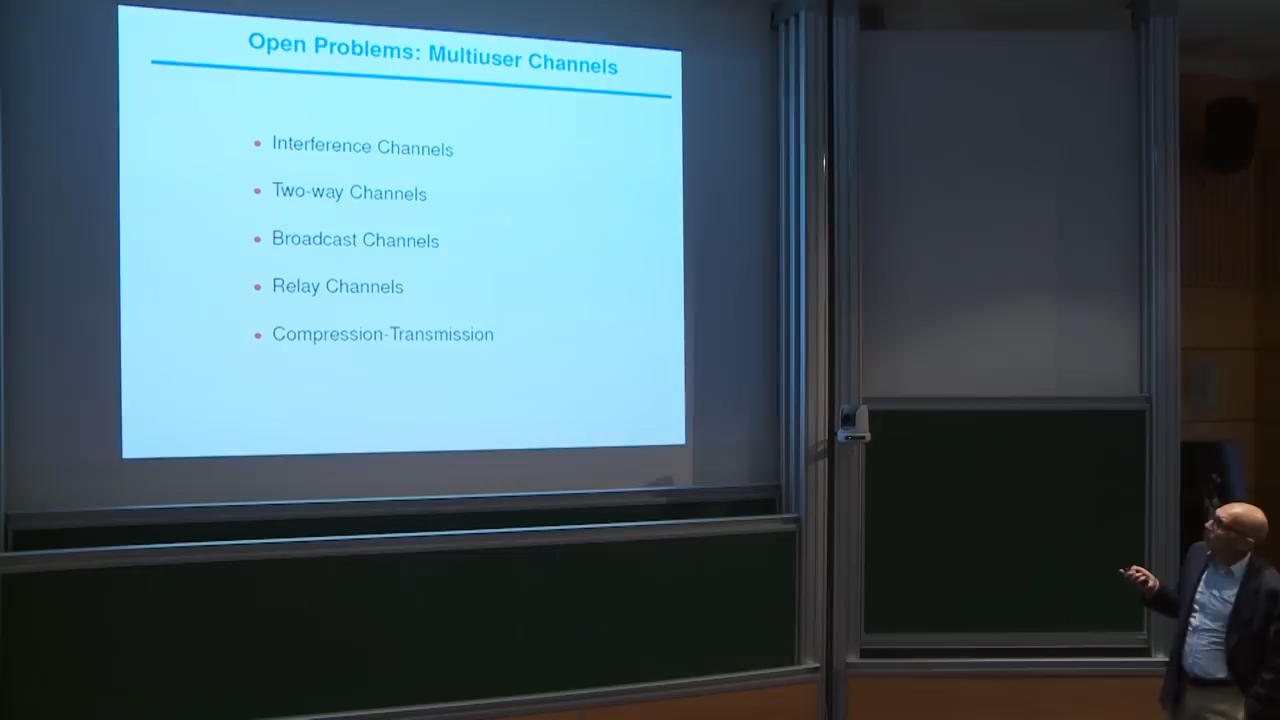 Open Problems: Multiuser Channels
• Interference Channels
• Two-way Channels
• Broadcast Channels
• Relay Channels
• Compression-Transmission